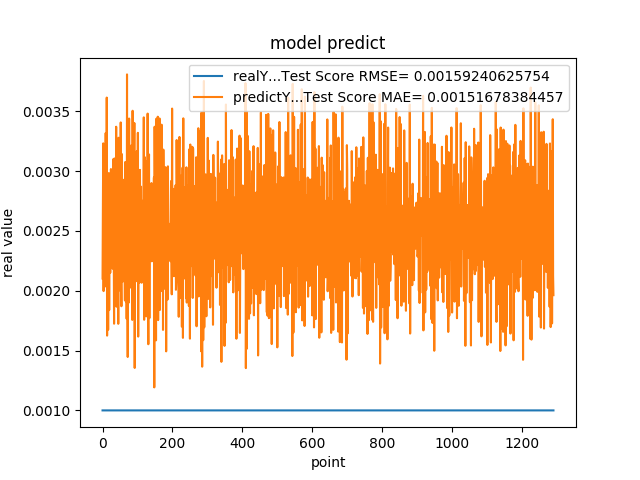 model predict
realY...Test Score RMSE= 0.00159240625754
predictY...Test Score MAE= 0.00151678384457
0.0035
0.0030
0.0025
0.0020
0.0015
0.0010
real value
0 200 400 600 800 1000 1200
point